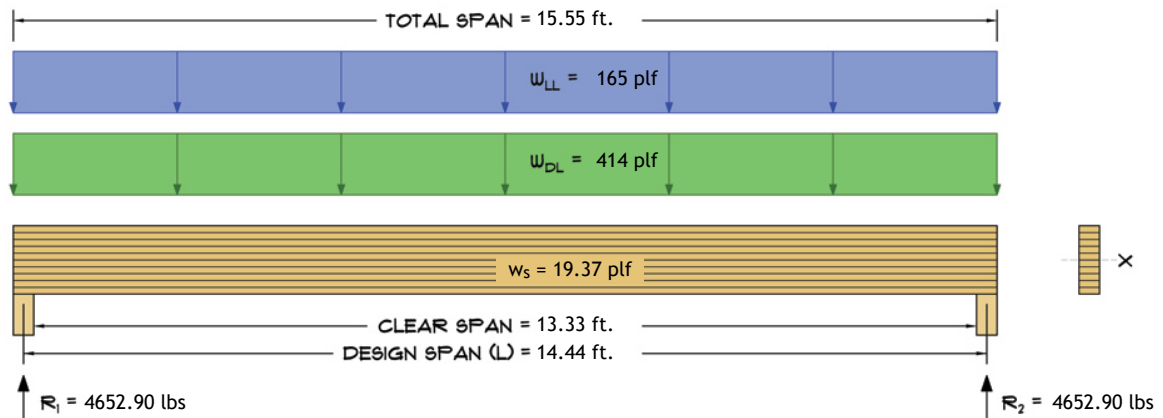 TOTAL SPAN = 15.55 ft.
WLL = 165 plf
WDL = 414 plf
ws = 19.37 plf
X
CLEAR SPAN = 13.33 ft.
DESIGN SPAN (L) = 14.44 ft.
R1 = 4652.90 lbs
R2 = 4652.90 lbs